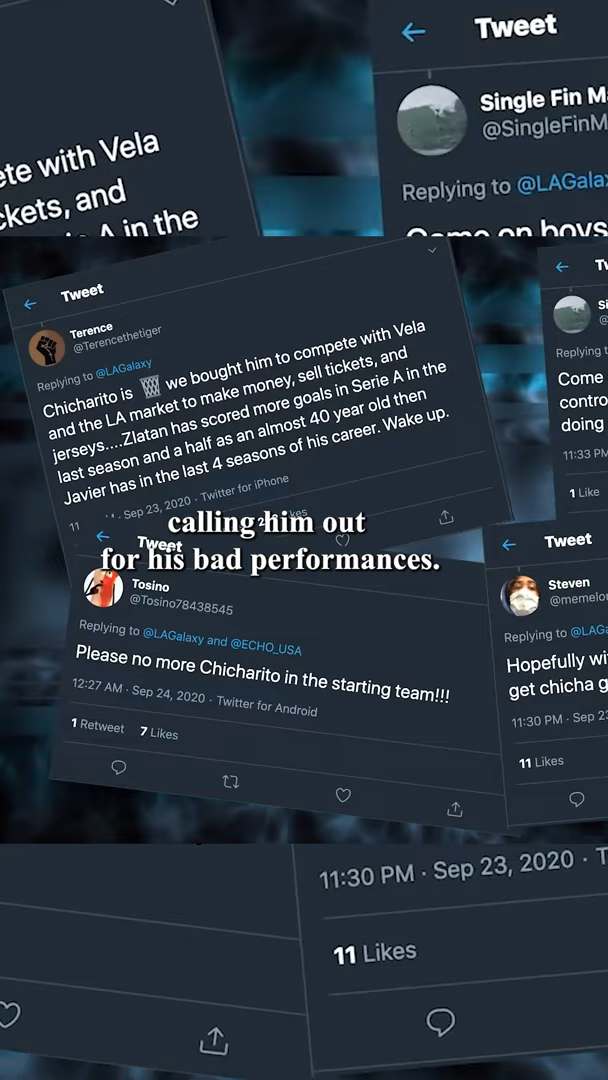 ete with Vela
ckets, and
A in the
Tweet
Single Fin M
@SingleFinM
Replying to @LAGalax
Come on boys
Tweet
Terence
@Terencethetiger
Replying to @LAGalaxy
Chicharito is 🗑 we bought him to compete with Vela
and the LA market to make money, sell tickets, and
jerseys....Zlatan has scored more goals in Serie A in the
last season and a half as an almost 40 year old then
Javier has in the last 4 seasons of his career. Wake up.
11 · Sep 23, 2020 · Twitter for iPhone
2 Likes
calling him out
for his bad performances.
Tweet
Tosino
@Tosino78438545
Replying to @LAGalaxy and @ECHO_USA
Please no more Chicharito in the starting team!!!
12:27 AM · Sep 24, 2020 · Twitter for Android
1 Retweet 7 Likes
Tw
Si
@
Replying t
Come
contro
doing
11:33 PM
1 Like
Tweet
Steven
@memelor
Replying to @LAG
Hopefully wi
get chicha g
11:30 PM · Sep 23
11 Likes
11:30 PM · Sep 23, 2020 · T
11 Likes